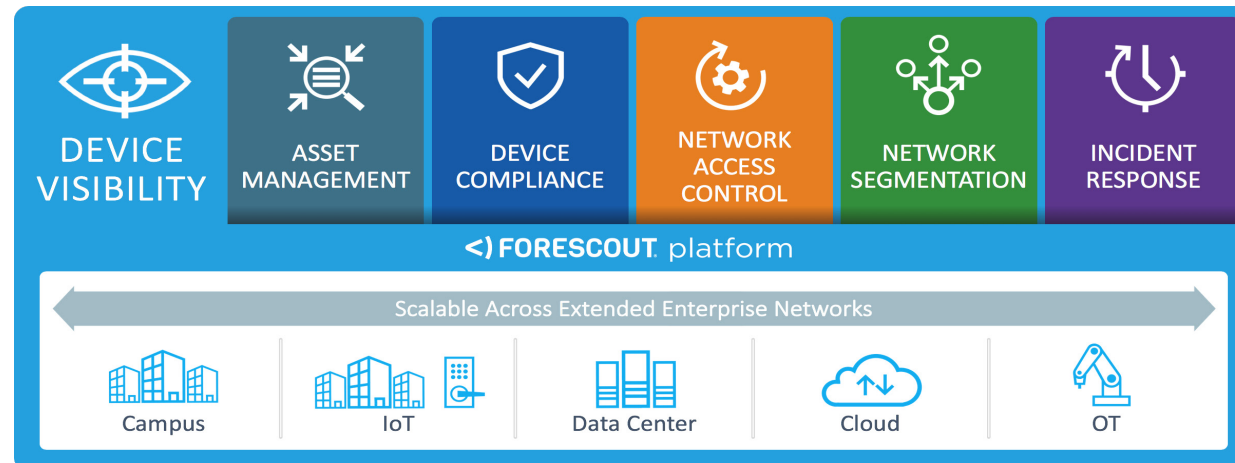 DEVICE
VISIBILITY
ASSET
MANAGEMENT
DEVICE
COMPLIANCE
NETWORK
ACCESS
CONTROL
NETWORK
SEGMENTATION
INCIDENT
RESPONSE
<) FORESCOUT. platform
Scalable Across Extended Enterprise Networks
Campus
IoT
Data Center
Cloud
OT